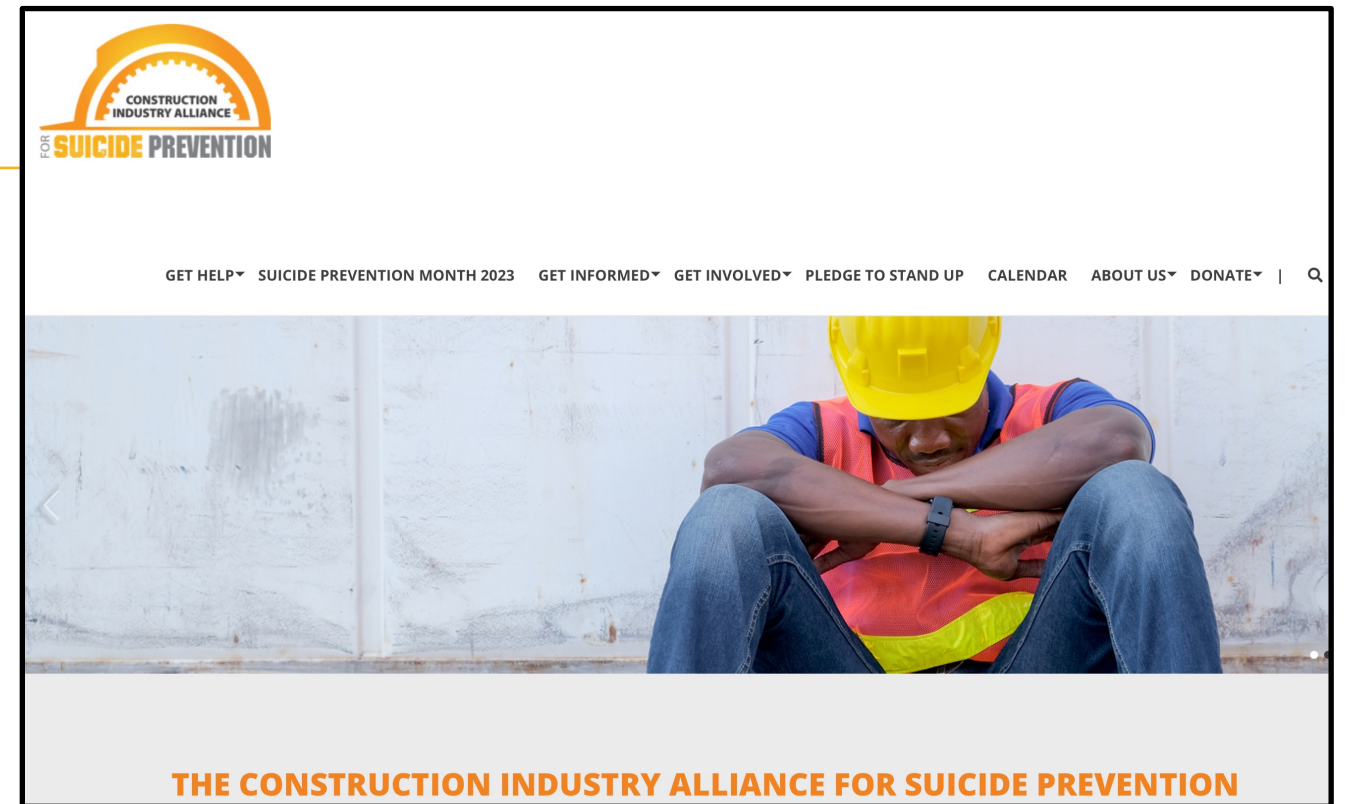 CONSTRUCTION
INDUSTRY ALLIANCE
FOR SUICIDE PREVENTION
GET HELP SUICIDE PREVENTION MONTH 2023 GET INFORMED GET INVOLVED PLEDGE TO STAND UP CALENDAR ABOUT US DONATE |
THE CONSTRUCTION INDUSTRY ALLIANCE FOR SUICIDE PREVENTION